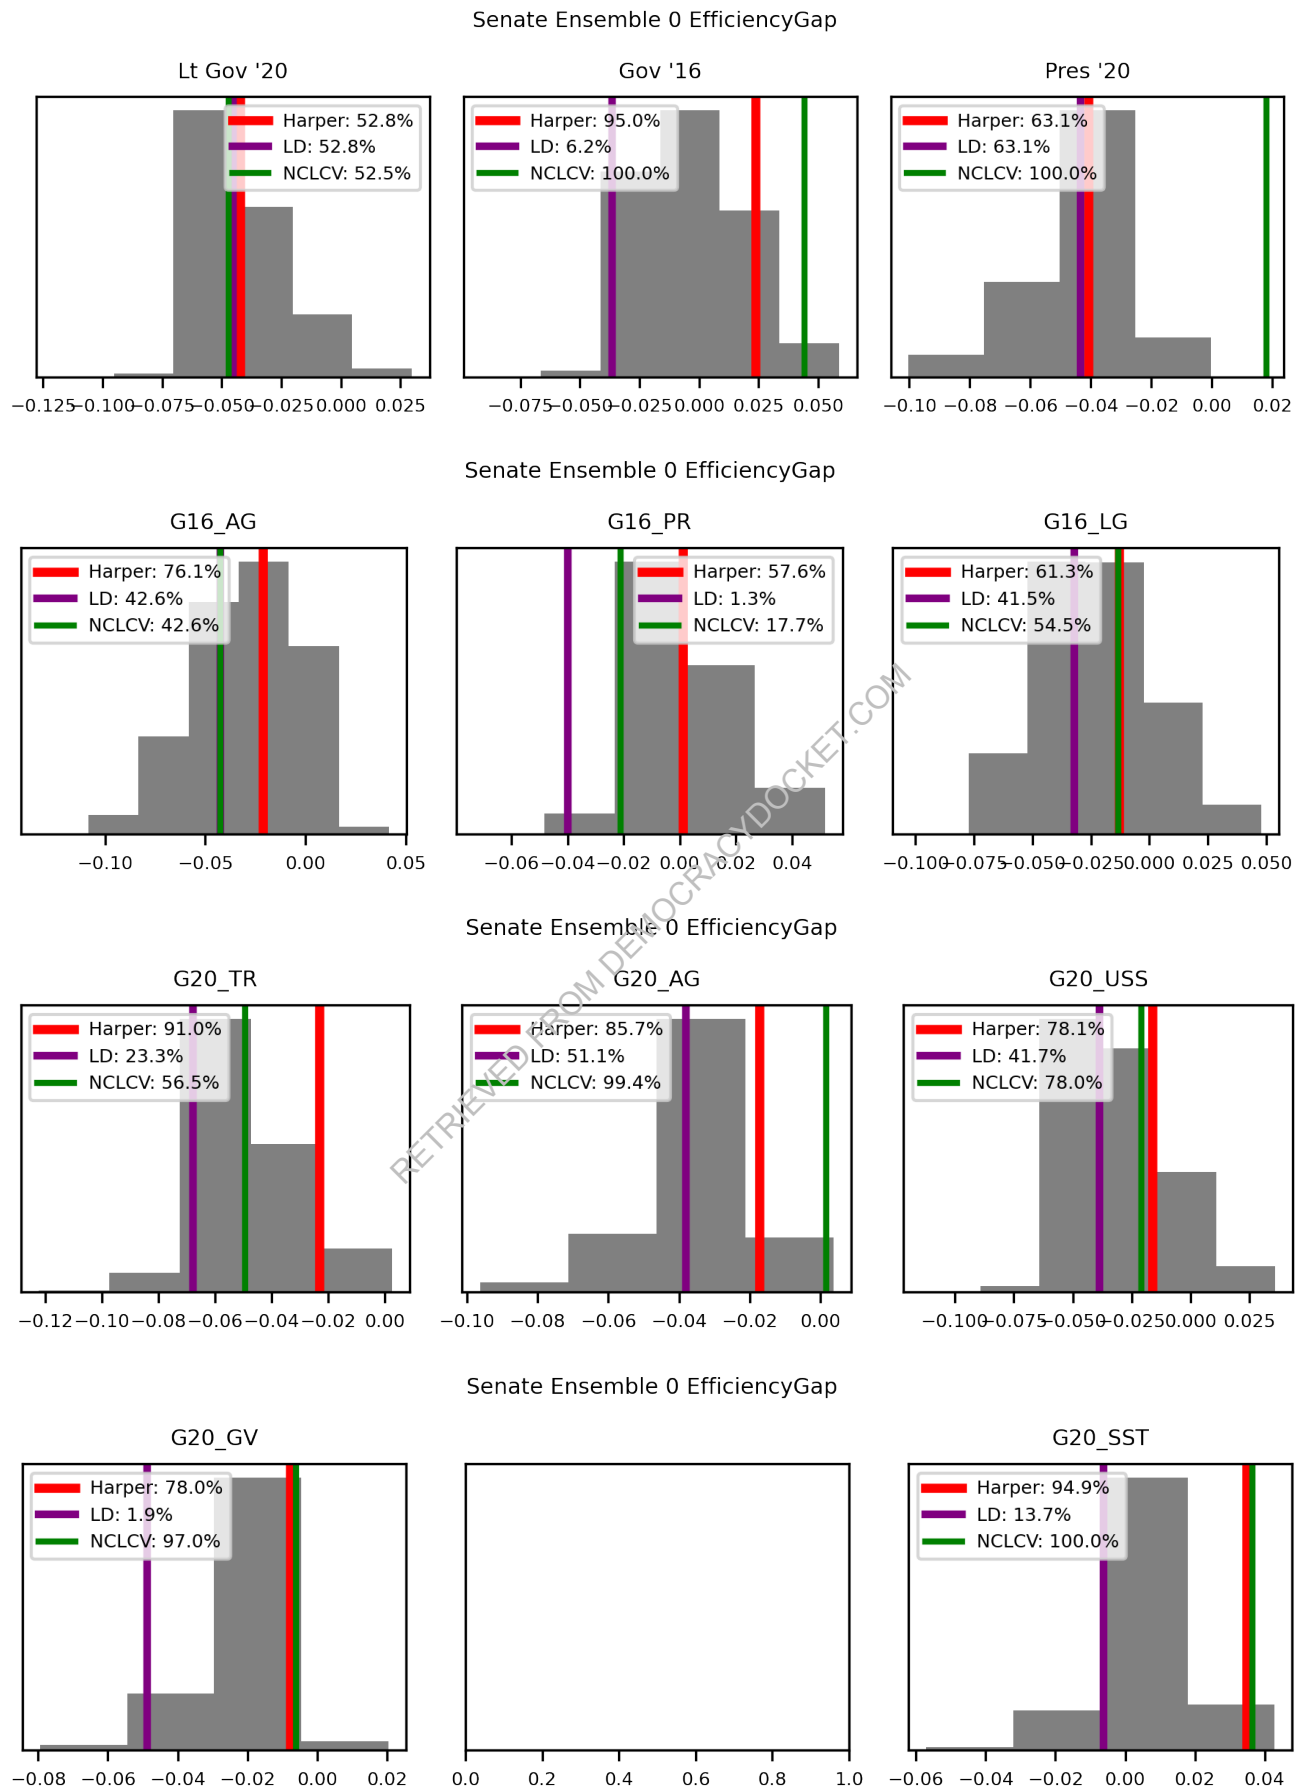 Senate Ensemble 0 EfficiencyGap
Lt Gov '20
Gov '16
Pres '20
Harper: 52.8%
LD: 52.8%
NCLCV: 52.5%
Harper: 95.0%
LD: 6.2%
NCLCV: 100.0%
Harper: 63.1%
LD: 63.1%
NCLCV: 100.0%
−0.125 −0.100 −0.075 −0.050 −0.025 0.000 0.025
−0.075 −0.050 −0.025 0.000 0.025 0.050
−0.10 −0.08 −0.06 −0.04 −0.02 0.00 0.02
Senate Ensemble 0 EfficiencyGap
G16_AG
G16_PR
G16_LG
Harper: 76.1%
LD: 42.6%
NCLCV: 42.6%
Harper: 57.6%
LD: 1.3%
NCLCV: 17.7%
Harper: 61.3%
LD: 41.5%
NCLCV: 54.5%
−0.10 −0.05 0.00 0.05
−0.06 −0.04 −0.02 0.00 0.02 0.04
−0.100 −0.075 −0.050 −0.025 0.000 0.025 0.050
Senate Ensemble 0 EfficiencyGap
G20_TR
G20_AG
G20_USS
Harper: 91.0%
LD: 23.3%
NCLCV: 56.5%
Harper: 85.7%
LD: 51.1%
NCLCV: 99.4%
Harper: 78.1%
LD: 41.7%
NCLCV: 78.0%
−0.12 −0.10 −0.08 −0.06 −0.04 −0.02 0.00
−0.10 −0.08 −0.06 −0.04 −0.02 0.00
−0.100 −0.075 −0.050 −0.025 0.000 0.025
Senate Ensemble 0 EfficiencyGap
G20_GV
G20_SST
Harper: 78.0%
LD: 1.9%
NCLCV: 97.0%
Harper: 94.9%
LD: 13.7%
NCLCV: 100.0%
−0.08 −0.06 −0.04 −0.02 0.00 0.02
0.0 0.2 0.4 0.6 0.8 1.0
−0.06 −0.04 −0.02 0.00 0.02 0.04
RETRIEVED FROM DEMOCRACYDOCKET.COM